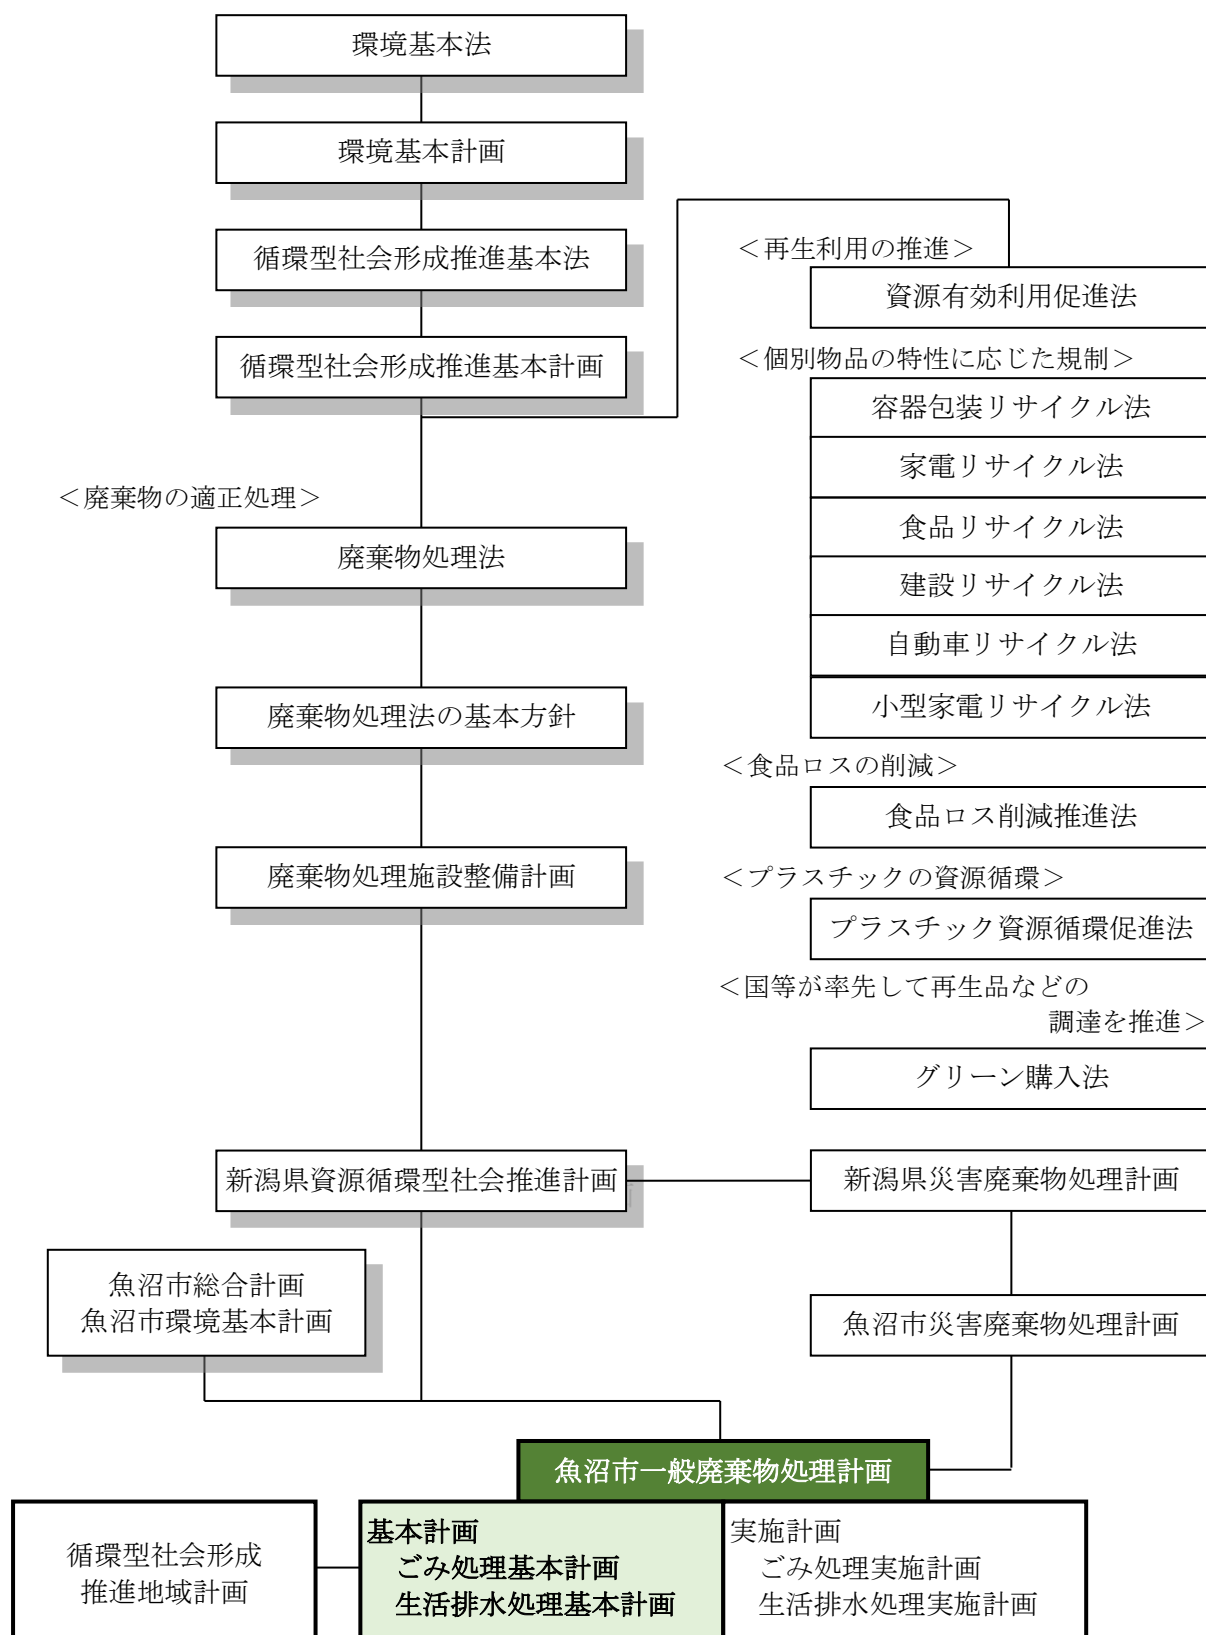 環境基本法
環境基本計画
循環型社会形成推進基本法
循環型社会形成推進基本計画
＜再生利用の推進＞
資源有効利用促進法
＜個別物品の特性に応じた規制＞
容器包装リサイクル法
家電リサイクル法
食品リサイクル法
建設リサイクル法
自動車リサイクル法
小型家電リサイクル法
＜食品ロスの削減＞
食品ロス削減推進法
＜プラスチックの資源循環＞
プラスチック資源循環促進法
＜国等が率先して再生品などの
調達を推進＞
グリーン購入法
＜廃棄物の適正処理＞
廃棄物処理法
廃棄物処理法の基本方針
廃棄物処理施設整備計画
新潟県資源循環型社会推進計画
新潟県災害廃棄物処理計画
魚沼市総合計画
魚沼市環境基本計画
魚沼市災害廃棄物処理計画
魚沼市一般廃棄物処理計画
循環型社会形成
推進地域計画
基本計画
ごみ処理基本計画
生活排水処理基本計画
実施計画
ごみ処理実施計画
生活排水処理実施計画